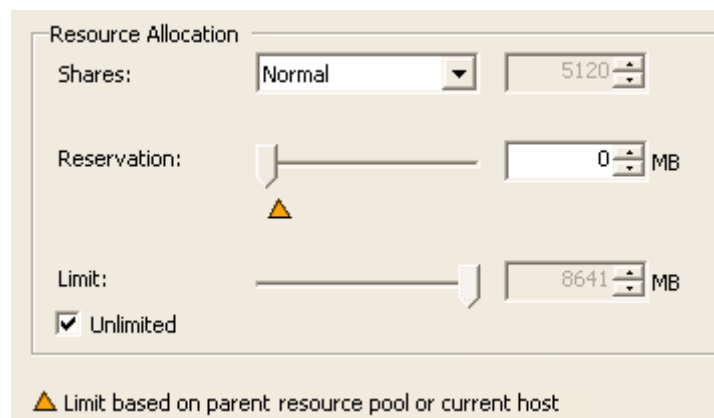 Resource Allocation
Shares: Normal 5120
Reservation: 0 MB
Limit: 8641 MB
Unlimited
Limit based on parent resource pool or current host